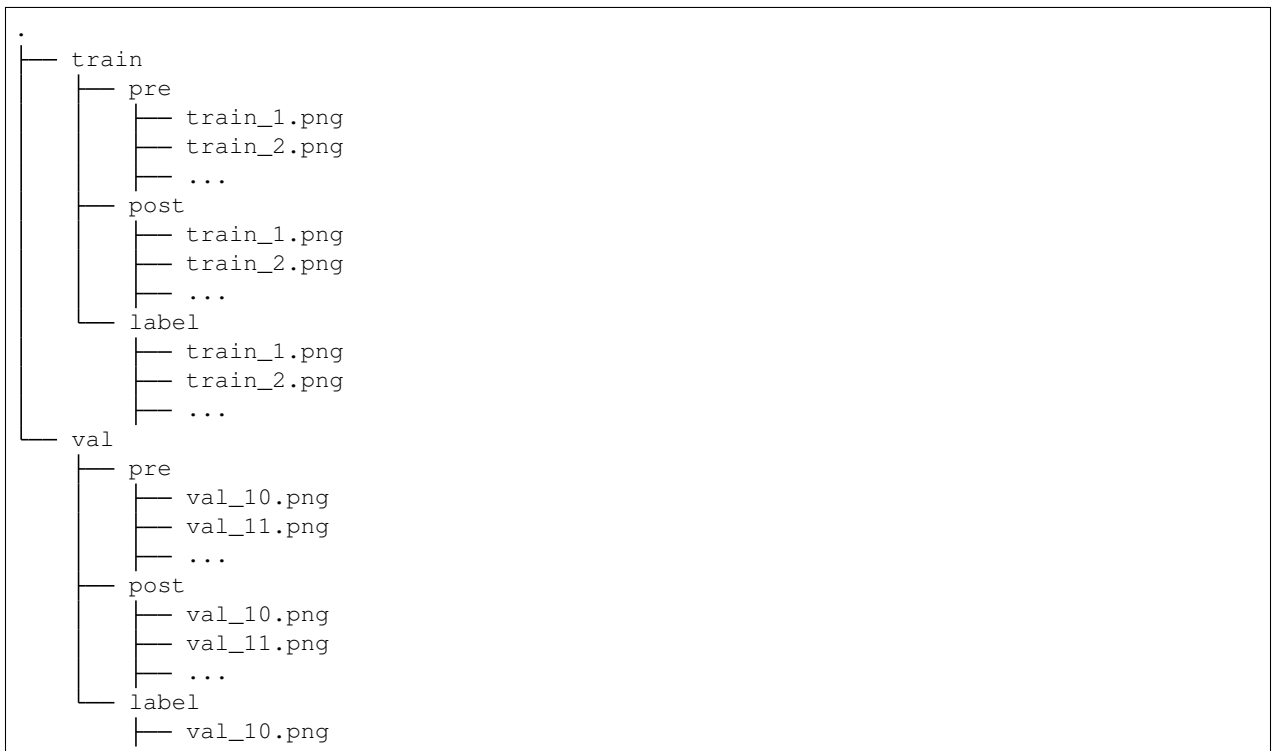 .
├── train
│   ├── pre
│   │   ├── train_1.png
│   │   ├── train_2.png
│   │   ├── ...
│   ├── post
│   │   ├── train_1.png
│   │   ├── train_2.png
│   │   ├── ...
│   └── label
│       ├── train_1.png
│       ├── train_2.png
│       ├── ...
└── val
    ├── pre
    │   ├── val_10.png
    │   ├── val_11.png
    │   ├── ...
    ├── post
    │   ├── val_10.png
    │   ├── val_11.png
    │   ├── ...
    └── label
        ├── val_10.png